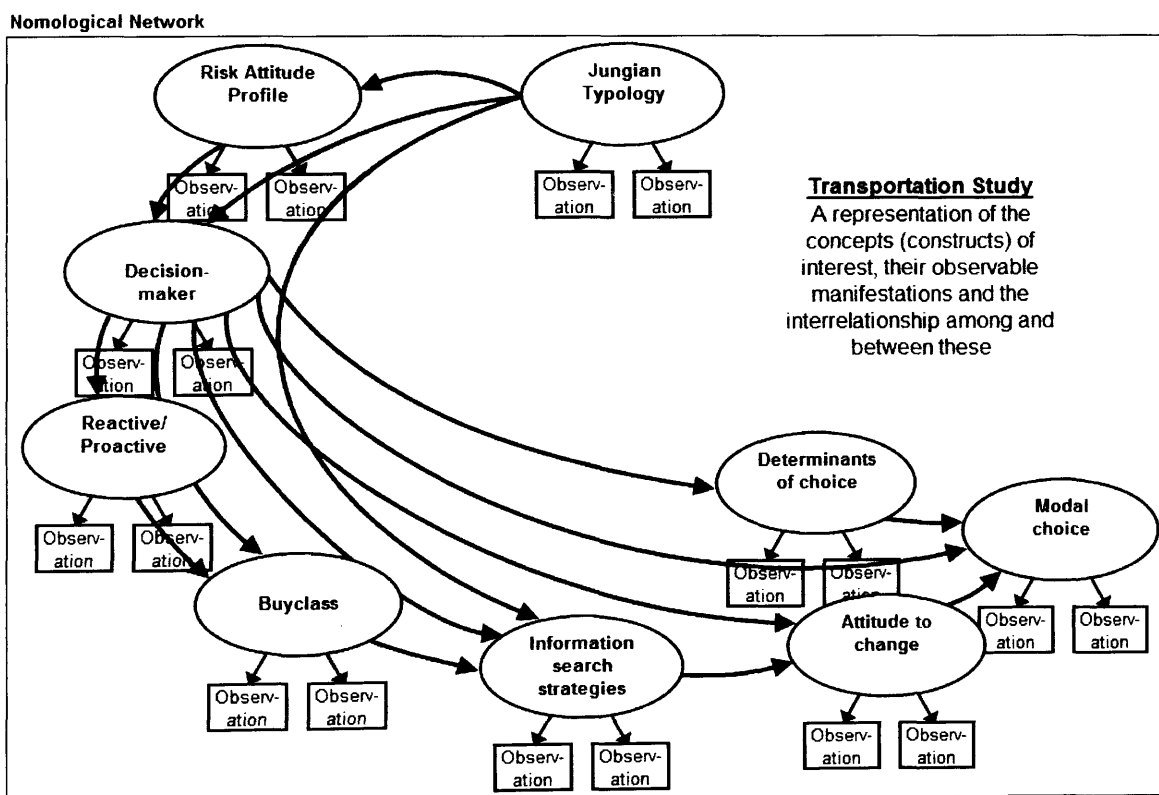 Nomological Network
Risk Attitude
Profile
Jungian
Typology
Observ-
ation
Observ-
ation
Observ-
ation
Observ-
ation
Transportation Study
A representation of the
concepts (constructs) of
interest, their observable
manifestations and the
interrelationship among and
between these
Decision-
maker
Observ-
ation
Observ-
ation
Reactive/
Proactive
Observ-
ation
Observ-
ation
Determinants
of choice
Modal
choice
Observ-
ation
Observ-
ation
Buyclass
Observ-
ation
Observ-
ation
Information
search
strategies
Attitude to
change
Observ-
ation
Observ-
ation
Observ-
ation
Observ-
ation
Observ-
ation
Observ-
ation